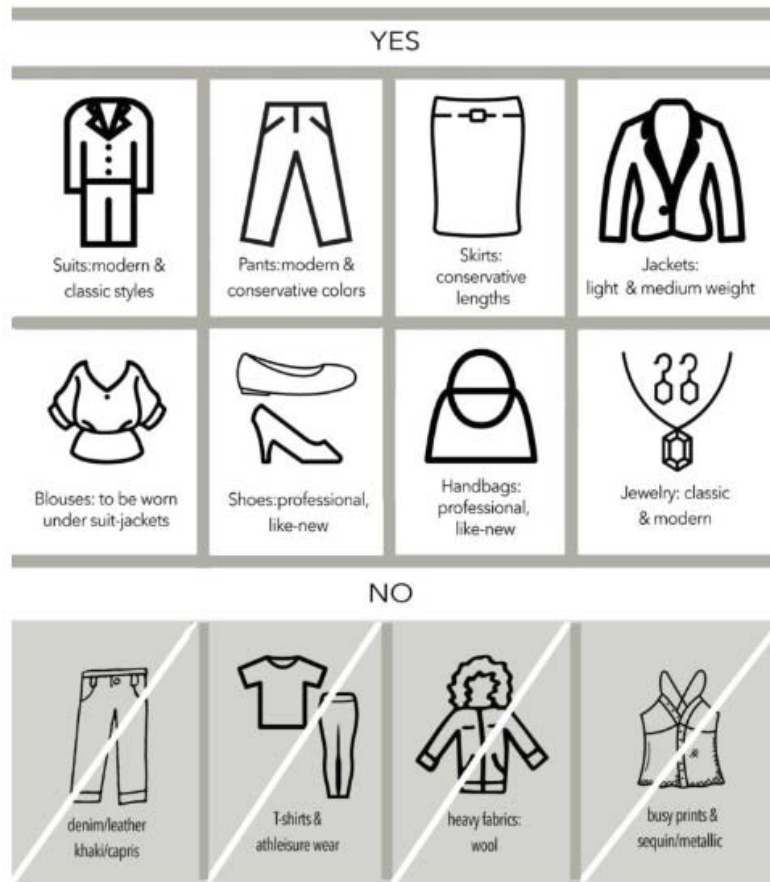 YES
Suits:modern &
classic styles
Pants:modern &
conservative colors
Skirts:
conservative
lengths
Jackets:
light & medium weight
Blouses: to be worn
under suit-jackets
Shoes:professional,
like-new
Handbags:
professional,
like-new
Jewelry: classic
& modern
NO
denim/leather
khaki/capris
T-shirts &
athleisure wear
heavy fabrics:
wool
busy prints &
sequin/metallic